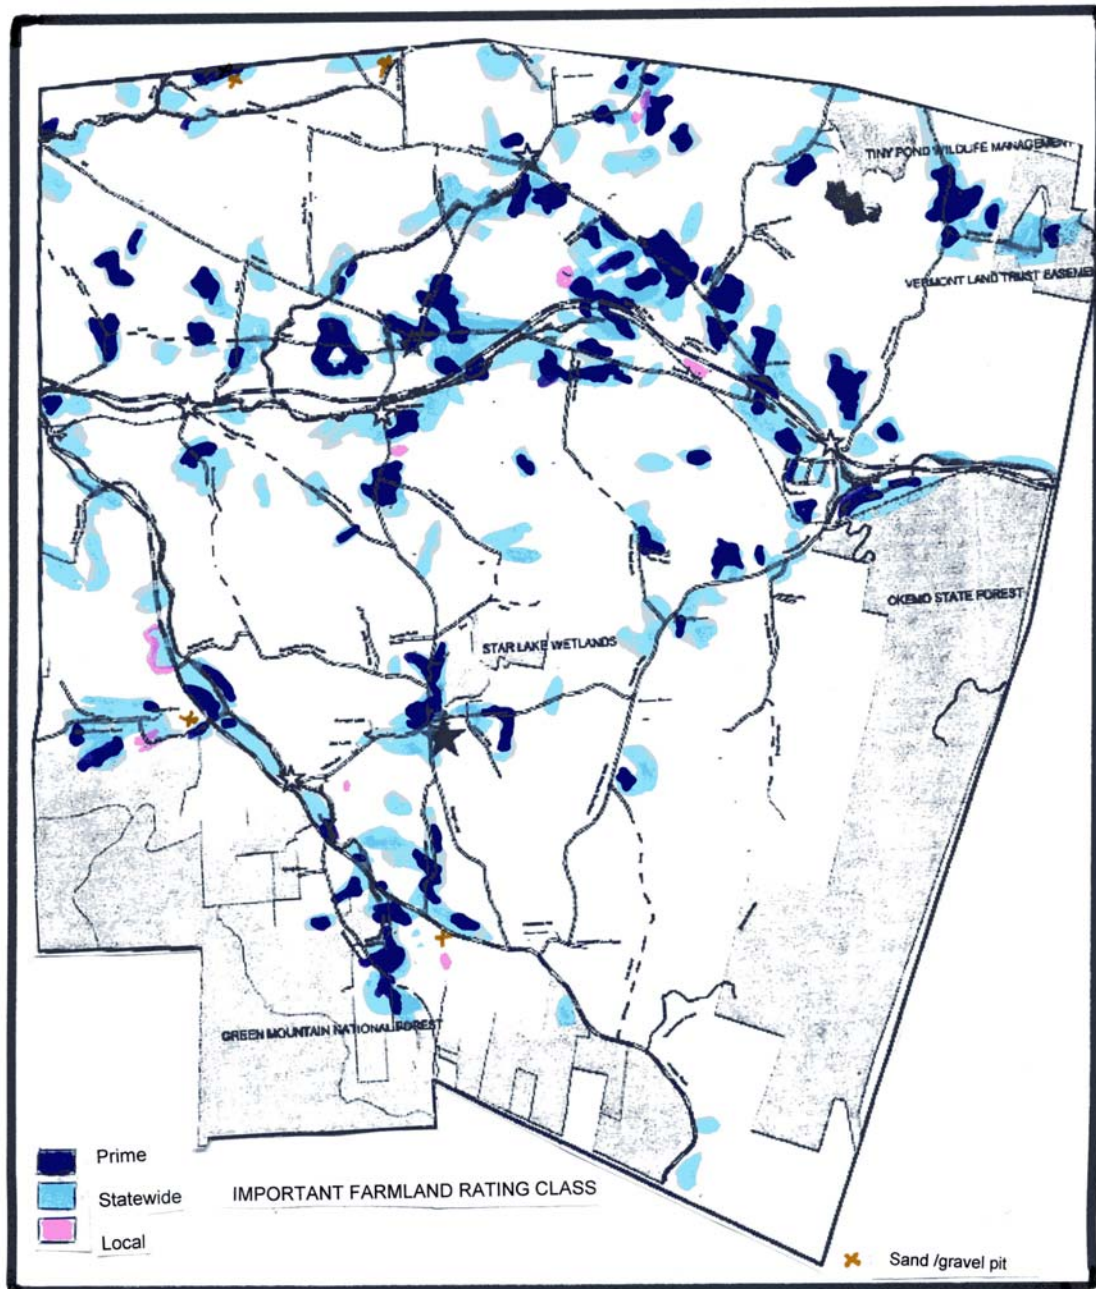 TINY POND WILDLIFE MANAGEMENT
VERMONT LAND TRUST EASEME
OKEMO STATE FOREST
STAR LAKE WETLANDS
GREEN MOUNTAIN NATIONAL FOREST
Prime
Statewide
IMPORTANT FARMLAND RATING CLASS
Local
Sand /gravel pit